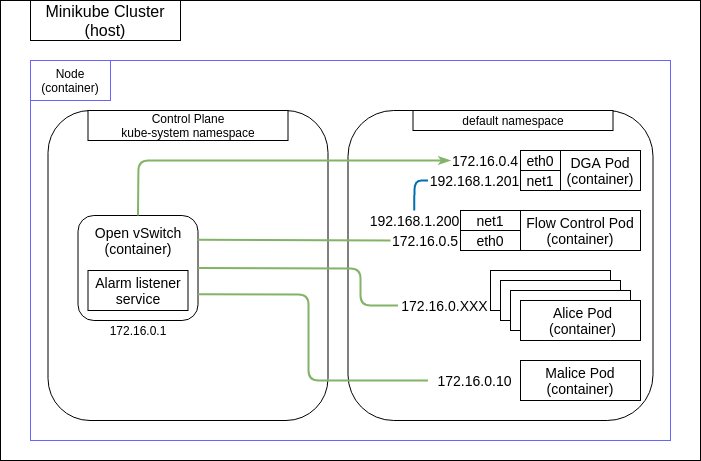 Minikube Cluster
(host)
Node
(container)
Control Plane
kube-system namespace
default namespace
172.16.0.4
eth0
DGA Pod
(container)
192.168.1.201
net1
192.168.1.200
net1
Flow Control Pod
(container)
172.16.0.5
eth0
Open vSwitch
(container)
Alarm listener
service
172.16.0.1
172.16.0.XXX
Alice Pod
(container)
172.16.0.10
Malice Pod
(container)